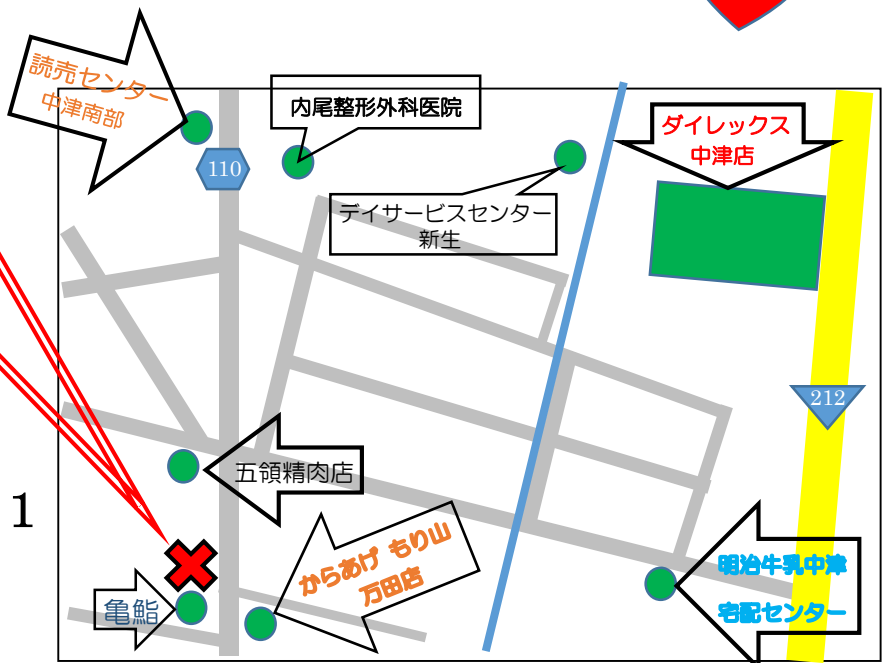 読売センター
中津南部
内尾整形外科医院
ダイレックス
中津店
110
デイサービスセンター
新生
212
五領精肉店
1
からあげ もり山
万田店
明治牛乳中津
宅配センター
亀鮨